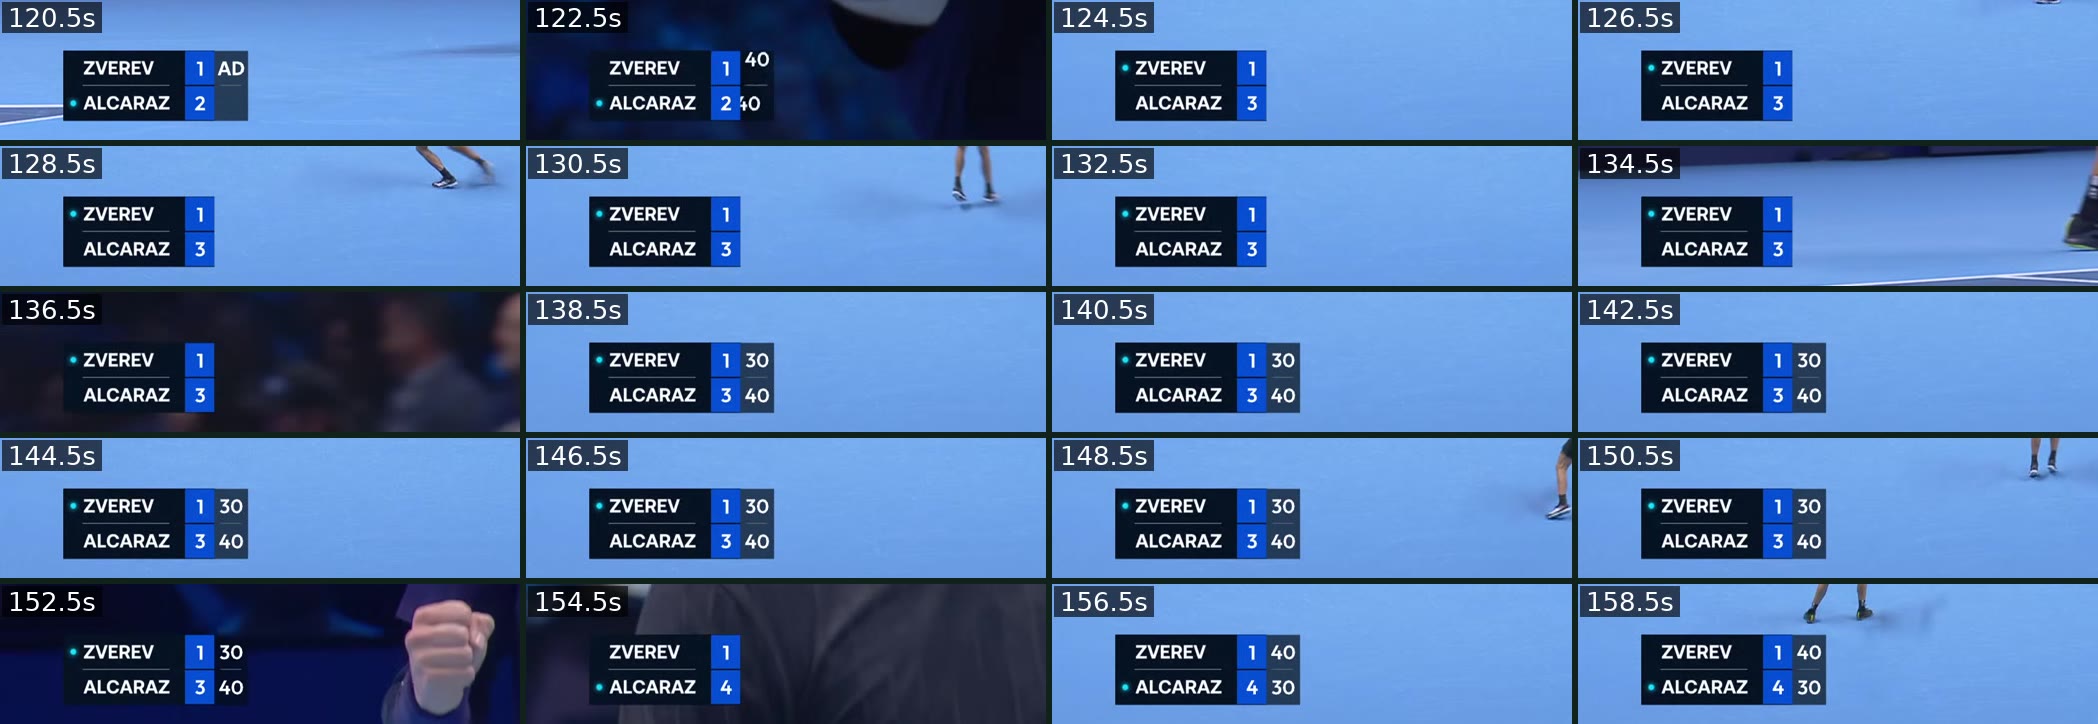 120.5s
ZVEREV 1 AD
ALCARAZ 2
122.5s
ZVEREV 1 40
ALCARAZ 2 40
124.5s
ZVEREV 1
ALCARAZ 3
126.5s
ZVEREV 1
ALCARAZ 3
128.5s
ZVEREV 1
ALCARAZ 3
130.5s
ZVEREV 1
ALCARAZ 3
132.5s
ZVEREV 1
ALCARAZ 3
134.5s
ZVEREV 1
ALCARAZ 3
136.5s
ZVEREV 1
ALCARAZ 3
138.5s
ZVEREV 1 30
ALCARAZ 3 40
140.5s
ZVEREV 1 30
ALCARAZ 3 40
142.5s
ZVEREV 1 30
ALCARAZ 3 40
144.5s
ZVEREV 1 30
ALCARAZ 3 40
146.5s
ZVEREV 1 30
ALCARAZ 3 40
148.5s
ZVEREV 1 30
ALCARAZ 3 40
150.5s
ZVEREV 1 30
ALCARAZ 3 40
152.5s
ZVEREV 1 30
ALCARAZ 3 40
154.5s
ZVEREV 1
ALCARAZ 4
156.5s
ZVEREV 1 40
ALCARAZ 4 30
158.5s
ZVEREV 1 40
ALCARAZ 4 30